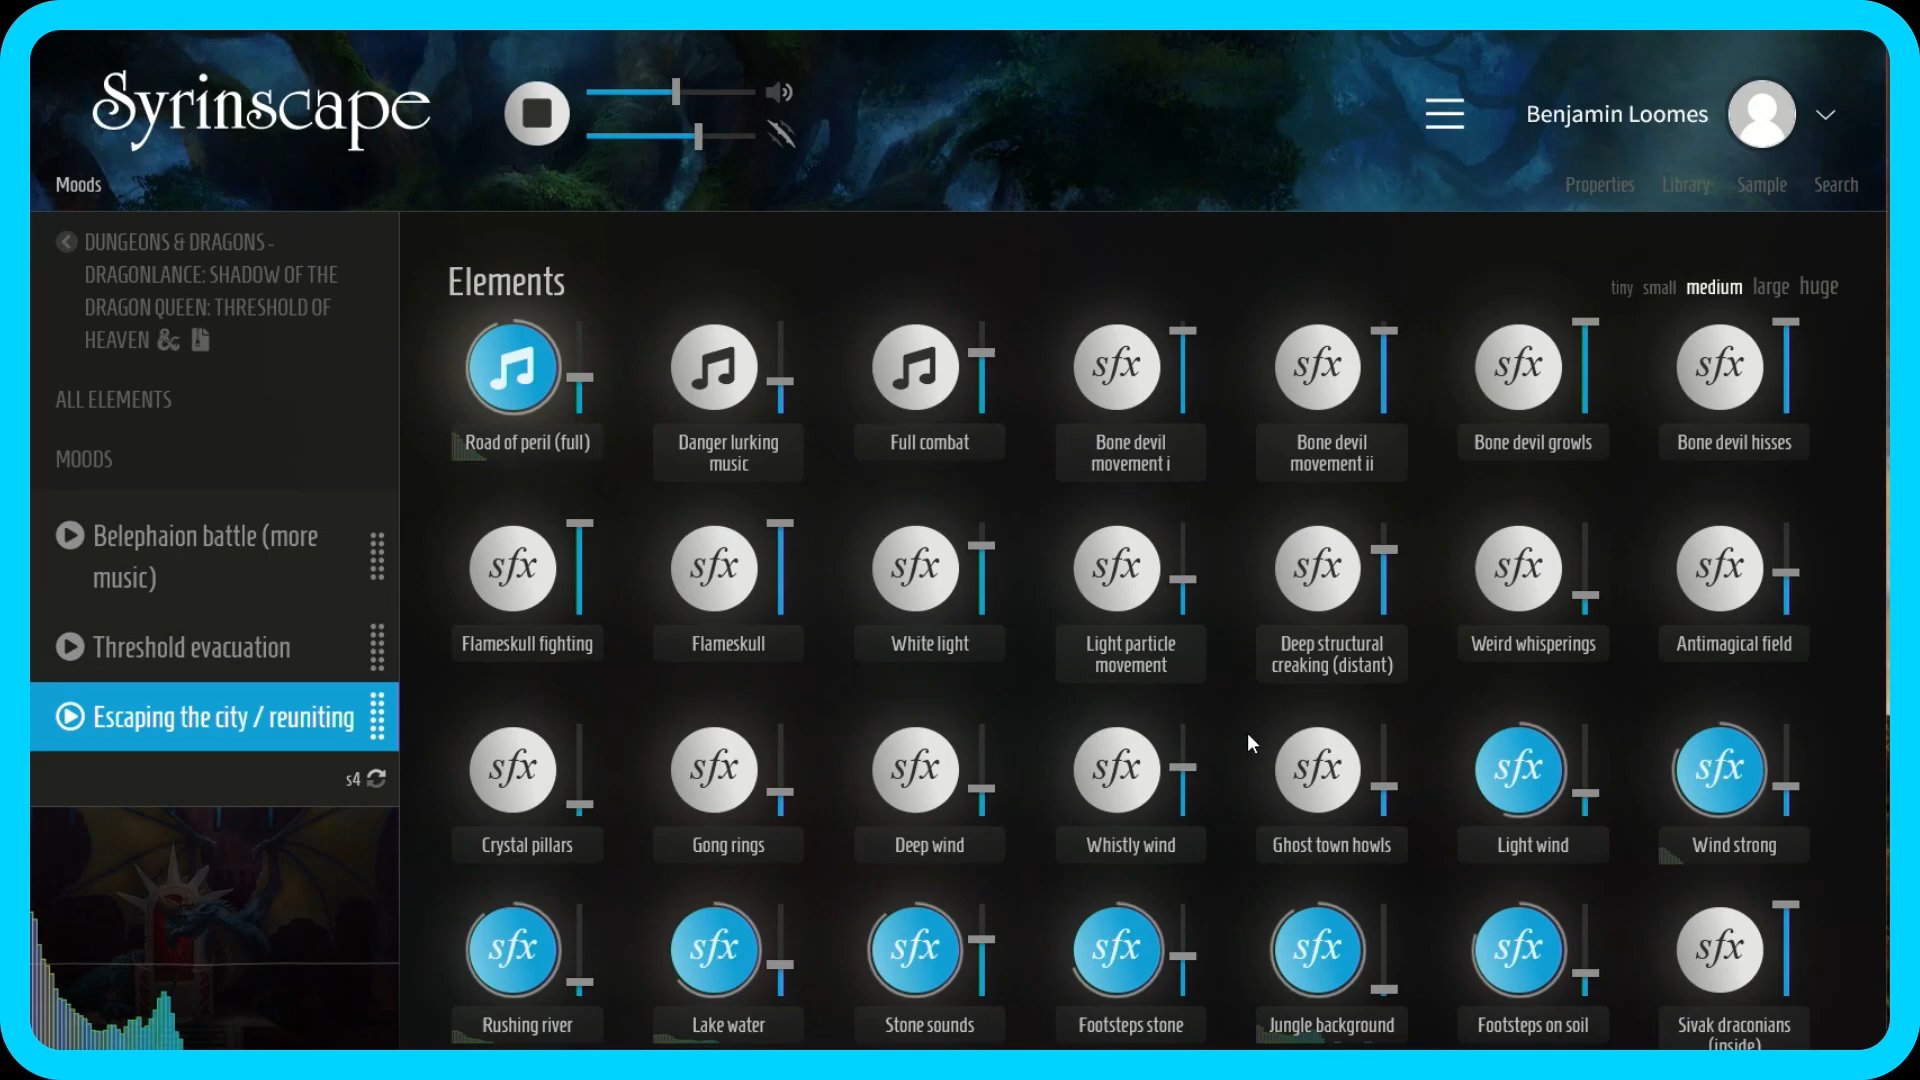 Syrinscape
Benjamin Loomes
Moods
Properties Library Sample Search
DUNGEONS & DRAGONS -
DRAGONLANCE: SHADOW OF THE
DRAGON QUEEN: THRESHOLD OF
HEAVEN
ALL ELEMENTS
MOODS
Belephaion battle (more
music)
Threshold evacuation
Escaping the city / reuniting
s4
Elements
tiny small medium large huge
Road of peril (full)
Danger lurking
music
Full combat
Bone devil
movement i
Bone devil
movement ii
Bone devil growls
Bone devil hisses
sfx sfx sfx sfx
Flameskull fighting
Flameskull
White light
Light particle
movement
Deep structural
creaking (distant)
Weird whisperings
Antimagical field
sfx sfx sfx sfx sfx sfx sfx
Crystal pillars
Gong rings
Deep wind
Whistly wind
Ghost town howls
Light wind
Wind strong
sfx sfx sfx sfx sfx sfx sfx
Rushing river
Lake water
Stone sounds
Footsteps stone
Jungle background
Footsteps on soil
Sivak draconians
(inside)
sfx sfx sfx sfx sfx sfx sfx